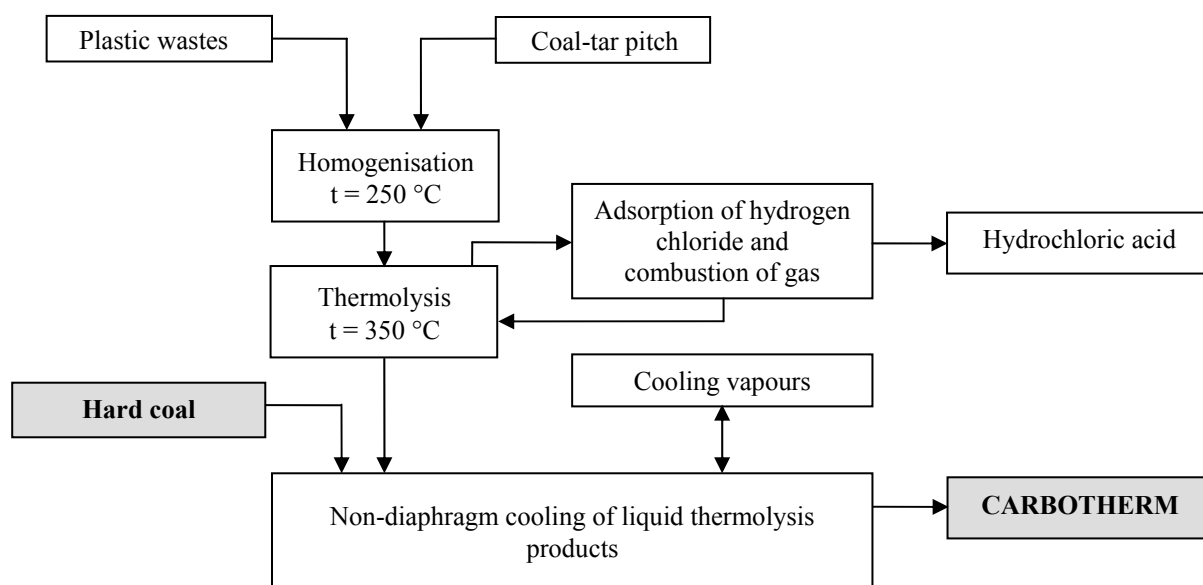 Plastic wastes
Coal-tar pitch
Homogenisation
t = 250 °C
Adsorption of hydrogen
chloride and
combustion of gas
Hydrochloric acid
Thermolysis
t = 350 °C
Cooling vapours
Hard coal
Non-diaphragm cooling of liquid thermolysis
products
CARBOTHERM